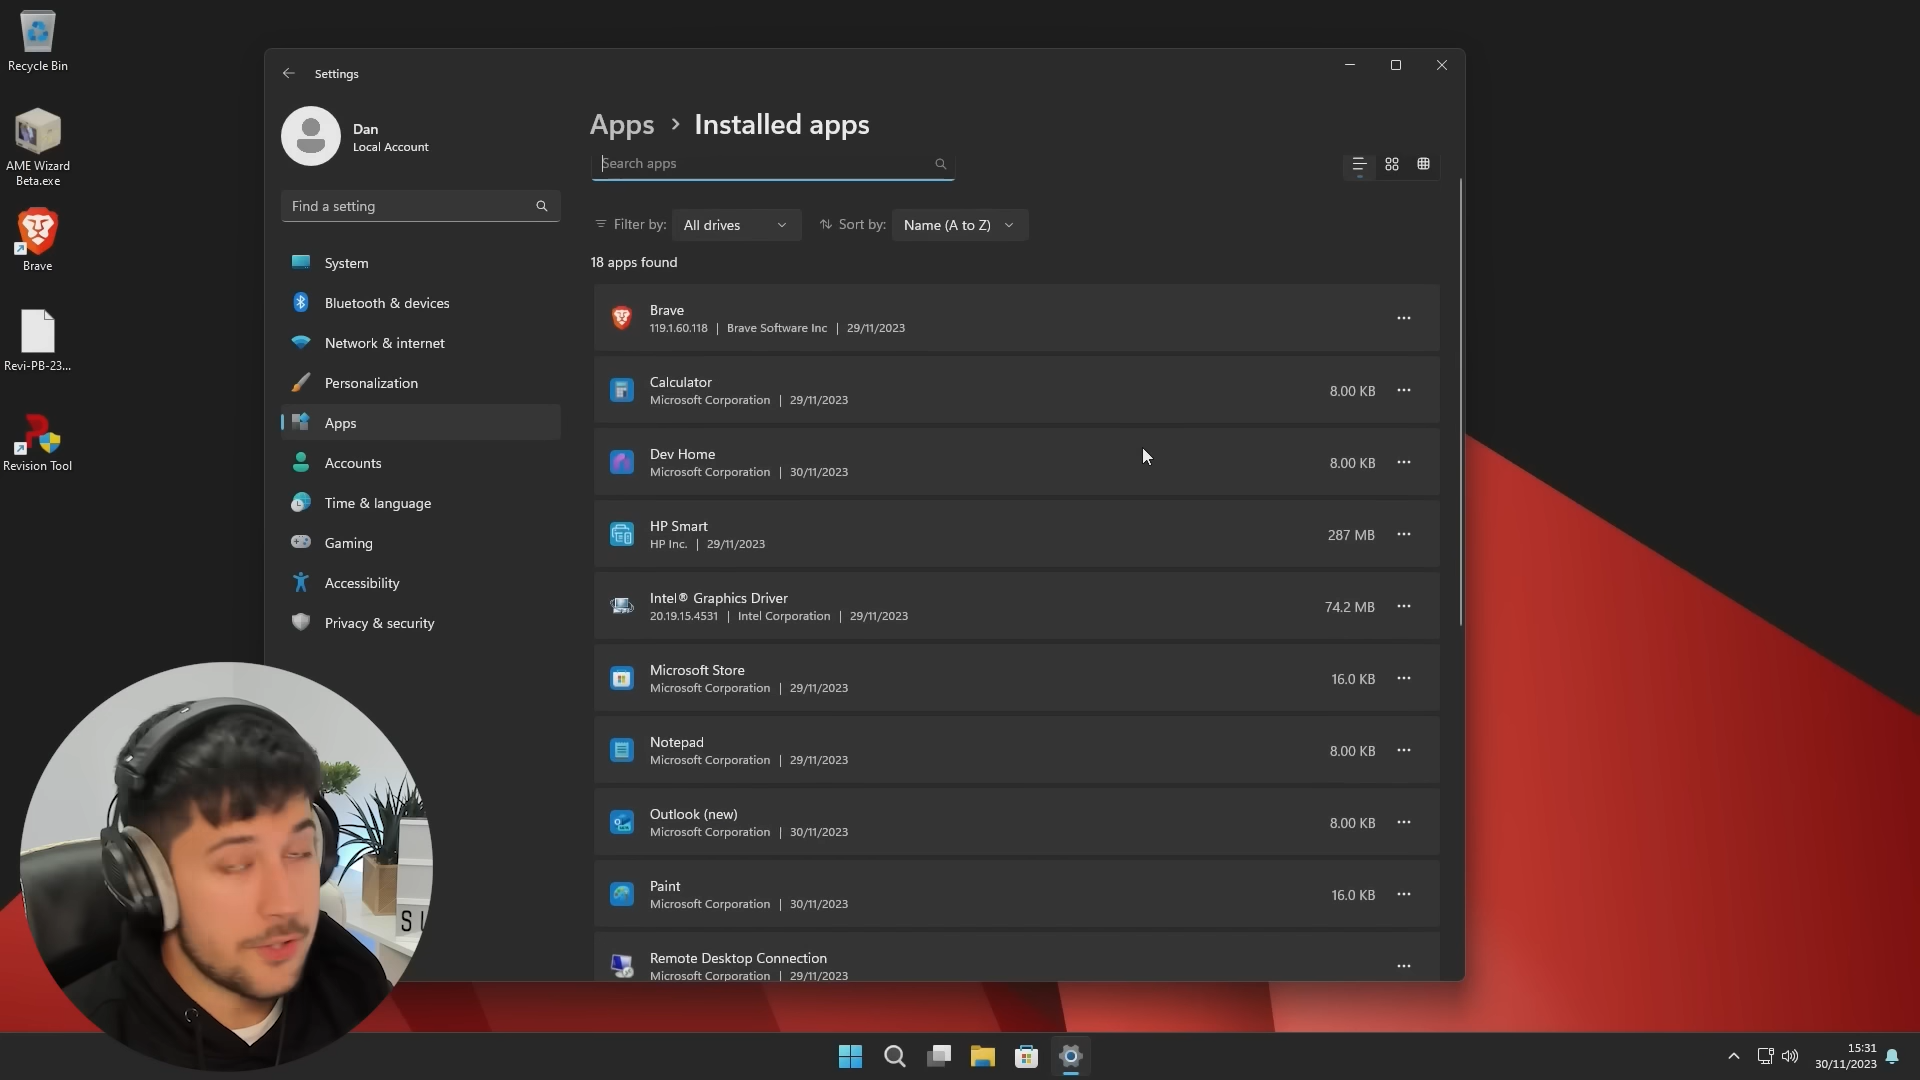 Recycle Bin
AME Wizard
Beta.exe
Brave
Revi-PB-23...
Revision Tool
Settings
Dan
Local Account
Find a setting
System
Bluetooth & devices
Network & internet
Personalization
Apps
Accounts
Time & language
Gaming
Accessibility
Privacy & security
Apps > Installed apps
Search apps
Filter by: All drives
Sort by: Name (A to Z)
18 apps found
Brave
119.1.60.118 | Brave Software Inc | 29/11/2023
Calculator
Microsoft Corporation | 29/11/2023
8.00 KB
Dev Home
Microsoft Corporation | 30/11/2023
8.00 KB
HP Smart
HP Inc. | 29/11/2023
287 MB
Intel® Graphics Driver
20.19.15.4531 | Intel Corporation | 29/11/2023
74.2 MB
Microsoft Store
Microsoft Corporation | 29/11/2023
16.0 KB
Notepad
Microsoft Corporation | 29/11/2023
8.00 KB
Outlook (new)
Microsoft Corporation | 30/11/2023
8.00 KB
Paint
Microsoft Corporation | 30/11/2023
16.0 KB
Remote Desktop Connection
Microsoft Corporation | 29/11/2023
15:31
30/11/2023